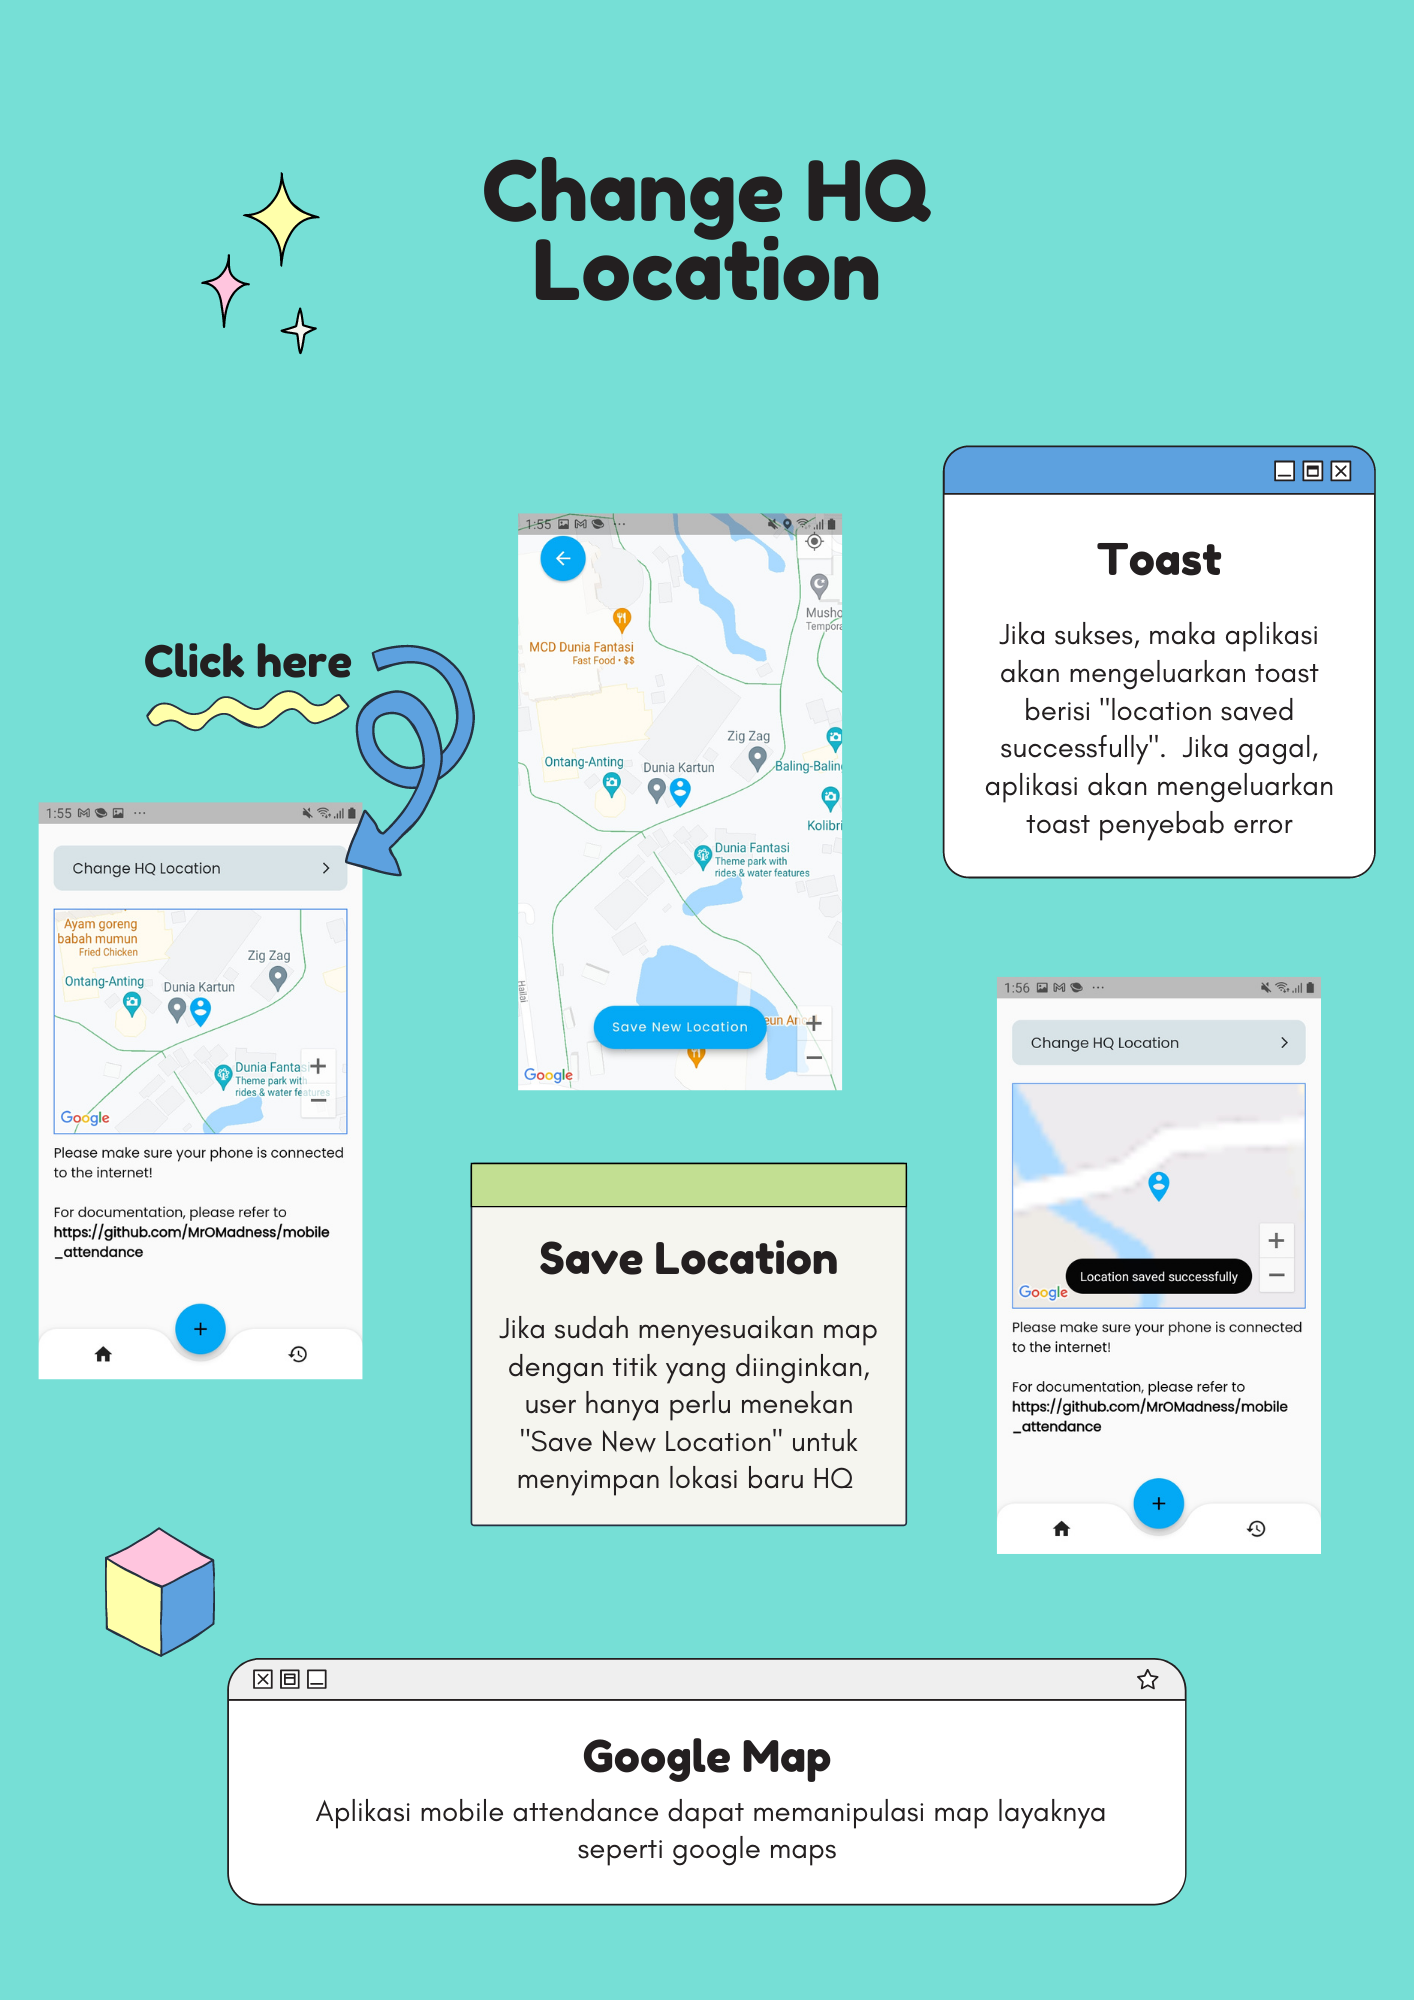 Change HQ
Location
Click here
1:55
Change HQ Location
Ayam goreng
babah mumun
Fried Chicken
Zig Zag
Ontang-Anting
Dunia Kartun
Dunia Fantas
Theme park with
rides & water features
Google
Please make sure your phone is connected
to the internet!
For documentation, please refer to
https://github.com/MrOMadness/mobile
_attendance
1:55
Musho
Tempora
MCD Dunia Fantasi
Fast Food • $$
Zig Zag
Ontang-Anting
Dunia Kartun
Baling-Balin
Kolibri
Dunia Fantasi
Theme park with
rides & water features
Save New Location
Google
Toast
Jika sukses, maka aplikasi
akan mengeluarkan toast
berisi "location saved
successfully".  Jika gagal,
aplikasi akan mengeluarkan
toast penyebab error
Save Location
Jika sudah menyesuaikan map
dengan titik yang diinginkan,
user hanya perlu menekan
"Save New Location" untuk
menyimpan lokasi baru HQ
1:56
Change HQ Location
Google
Location saved successfully
Please make sure your phone is connected
to the internet!
For documentation, please refer to
https://github.com/MrOMadness/mobile
_attendance
Google Map
Aplikasi mobile attendance dapat memanipulasi map layaknya
seperti google maps